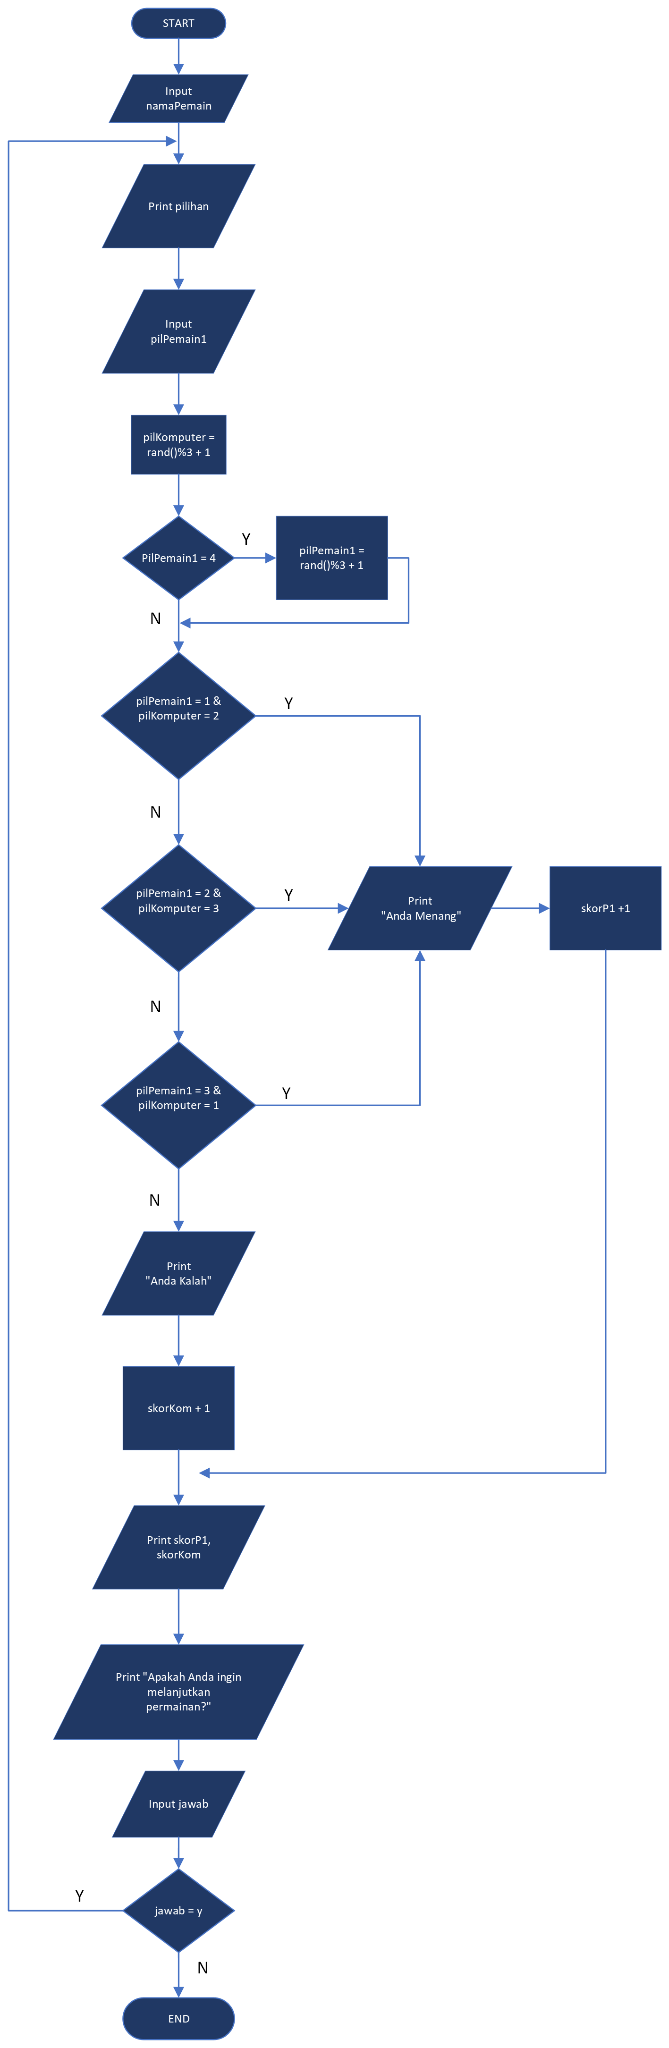 START
Input
namaPemain
Print pilihan
Input
pilPemain1
pilKomputer =
rand()%3 + 1
PilPemain1 = 4
Y
pilPemain1 =
rand()%3 + 1
N
pilPemain1 = 1 &
pilKomputer = 2
Y
N
pilPemain1 = 2 &
pilKomputer = 3
Y
Print
"Anda Menang"
skorP1 +1
N
pilPemain1 = 3 &
pilKomputer = 1
Y
N
Print
"Anda Kalah"
skorKom + 1
Print skorP1,
skorKom
Print "Apakah Anda ingin
melanjutkan
permainan?"
Input jawab
jawab = y
Y
N
END